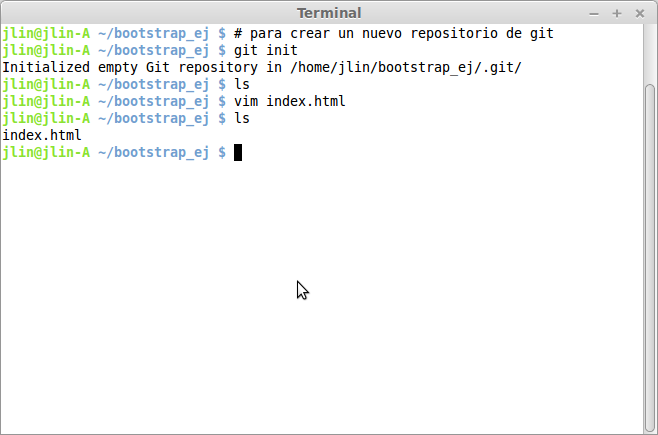 Terminal
jlin@jlin-A ~/bootstrap_ej $ # para crear un nuevo repositorio de git
jlin@jlin-A ~/bootstrap_ej $ git init
Initialized empty Git repository in /home/jlin/bootstrap_ej/.git/
jlin@jlin-A ~/bootstrap_ej $ ls
jlin@jlin-A ~/bootstrap_ej $ vim index.html
jlin@jlin-A ~/bootstrap_ej $ ls
index.html
jlin@jlin-A ~/bootstrap_ej $